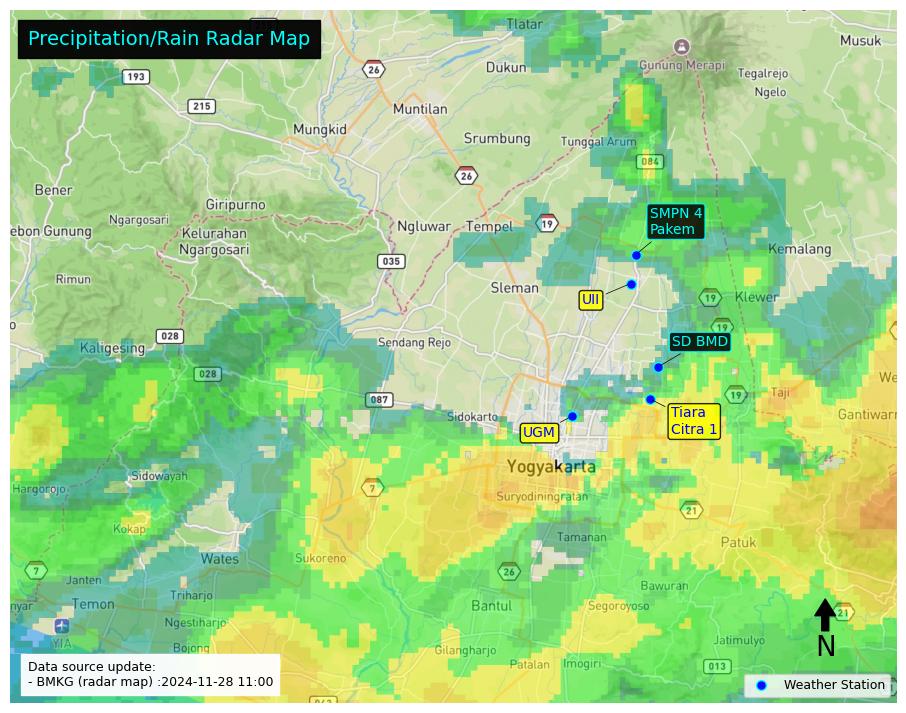 Precipitation/Rain Radar Map
Tlatar
Musuk
26
Dukun
Gunung Merapi
193
Tegalrejo
Ngelo
215
Muntilan
Mungkid
Srumbung
Tunggal Arum
084
26
Bener
Giripurno
SMPN 4
Pakem
Ngargosari
Kelurahan
Ngargosari
ebon Gunung
Ngluwar
Tempel
19
Kemalang
035
Rimun
Sleman
UII
19
Klewer
028
Sendang Rejo
19
SD BMD
Kaligesing
028
We
087
19
Taji
Sidokarto
Tiara
Citra 1
Gantiwarn
UGM
Yogyakarta
Sidowayah
Hargorojo
7
Suryodiningratan
21
Kokap
Tamanan
Patuk
Wates
Sukoreno
7
26
Janten
Bawuran
Triharjo
nyar
Temon
Bantul
Segoroyoso
21
Ngestiharjo
YIA
Jatimulyo
N
Bojong
Gilangharjo
Patalan
Imogiri
013
Data source update:
- BMKG (radar map) :2024-11-28 11:00
Weather Station